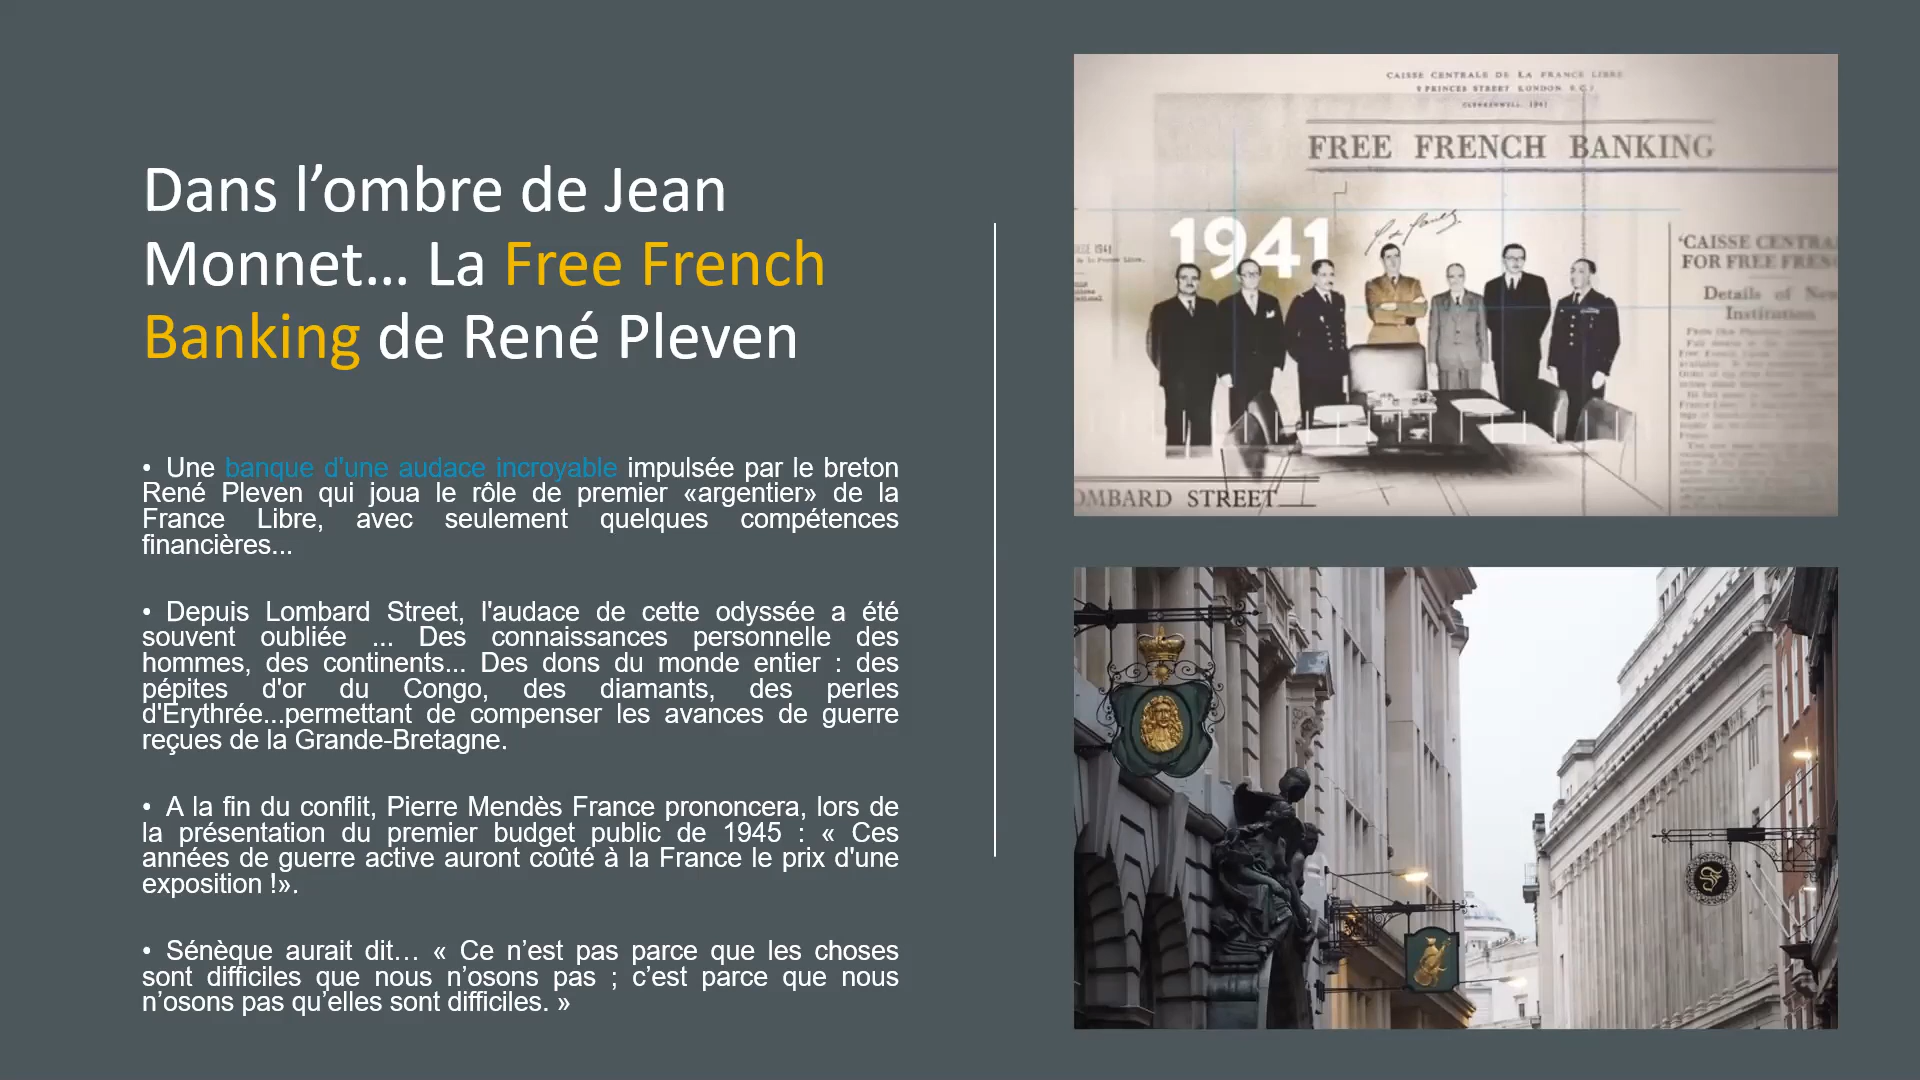 Dans l’ombre de Jean
Monnet… La Free French
Banking de René Pleven
• Une banque d'une audace incroyable impulsée par le breton
René Pleven qui joua le rôle de premier «argentier» de la
France Libre, avec seulement quelques compétences
financières...
• Depuis Lombard Street, l'audace de cette odyssée a été
souvent oubliée ... Des connaissances personnelle des
hommes, des continents... Des dons du monde entier : des
pépites d'or du Congo, des diamants, des perles
d'Erythrée...permettant de compenser les avances de guerre
reçues de la Grande-Bretagne.
• A la fin du conflit, Pierre Mendès France prononcera, lors de
la présentation du premier budget public de 1945 : « Ces
années de guerre active auront coûté à la France le prix d'une
exposition !».
• Sénèque aurait dit… « Ce n’est pas parce que les choses
sont difficiles que nous n’osons pas ; c’est parce que nous
n’osons pas qu’elles sont difficiles. »
CAISSE CENTRALE DE LA FRANCE LIBRE
PRINCES STREET LONDON E.C.2
1941
FREE FRENCH BANKING
1941
'CAISSE CENTRA
FOR FREE FREN
Details of New
Institution
OMBARD STREET